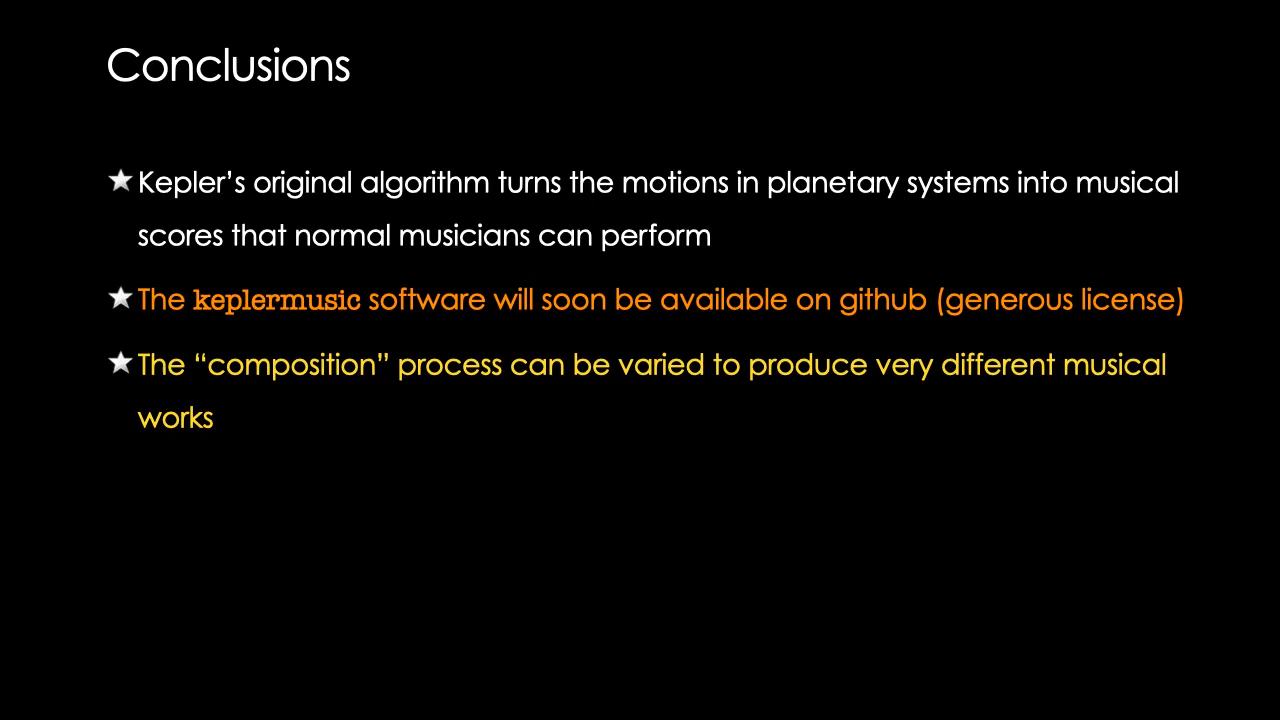 Conclusions
Kepler’s original algorithm turns the motions in planetary systems into musical
scores that normal musicians can perform
The keplermusic software will soon be available on github (generous license)
The “composition” process can be varied to produce very different musical
works